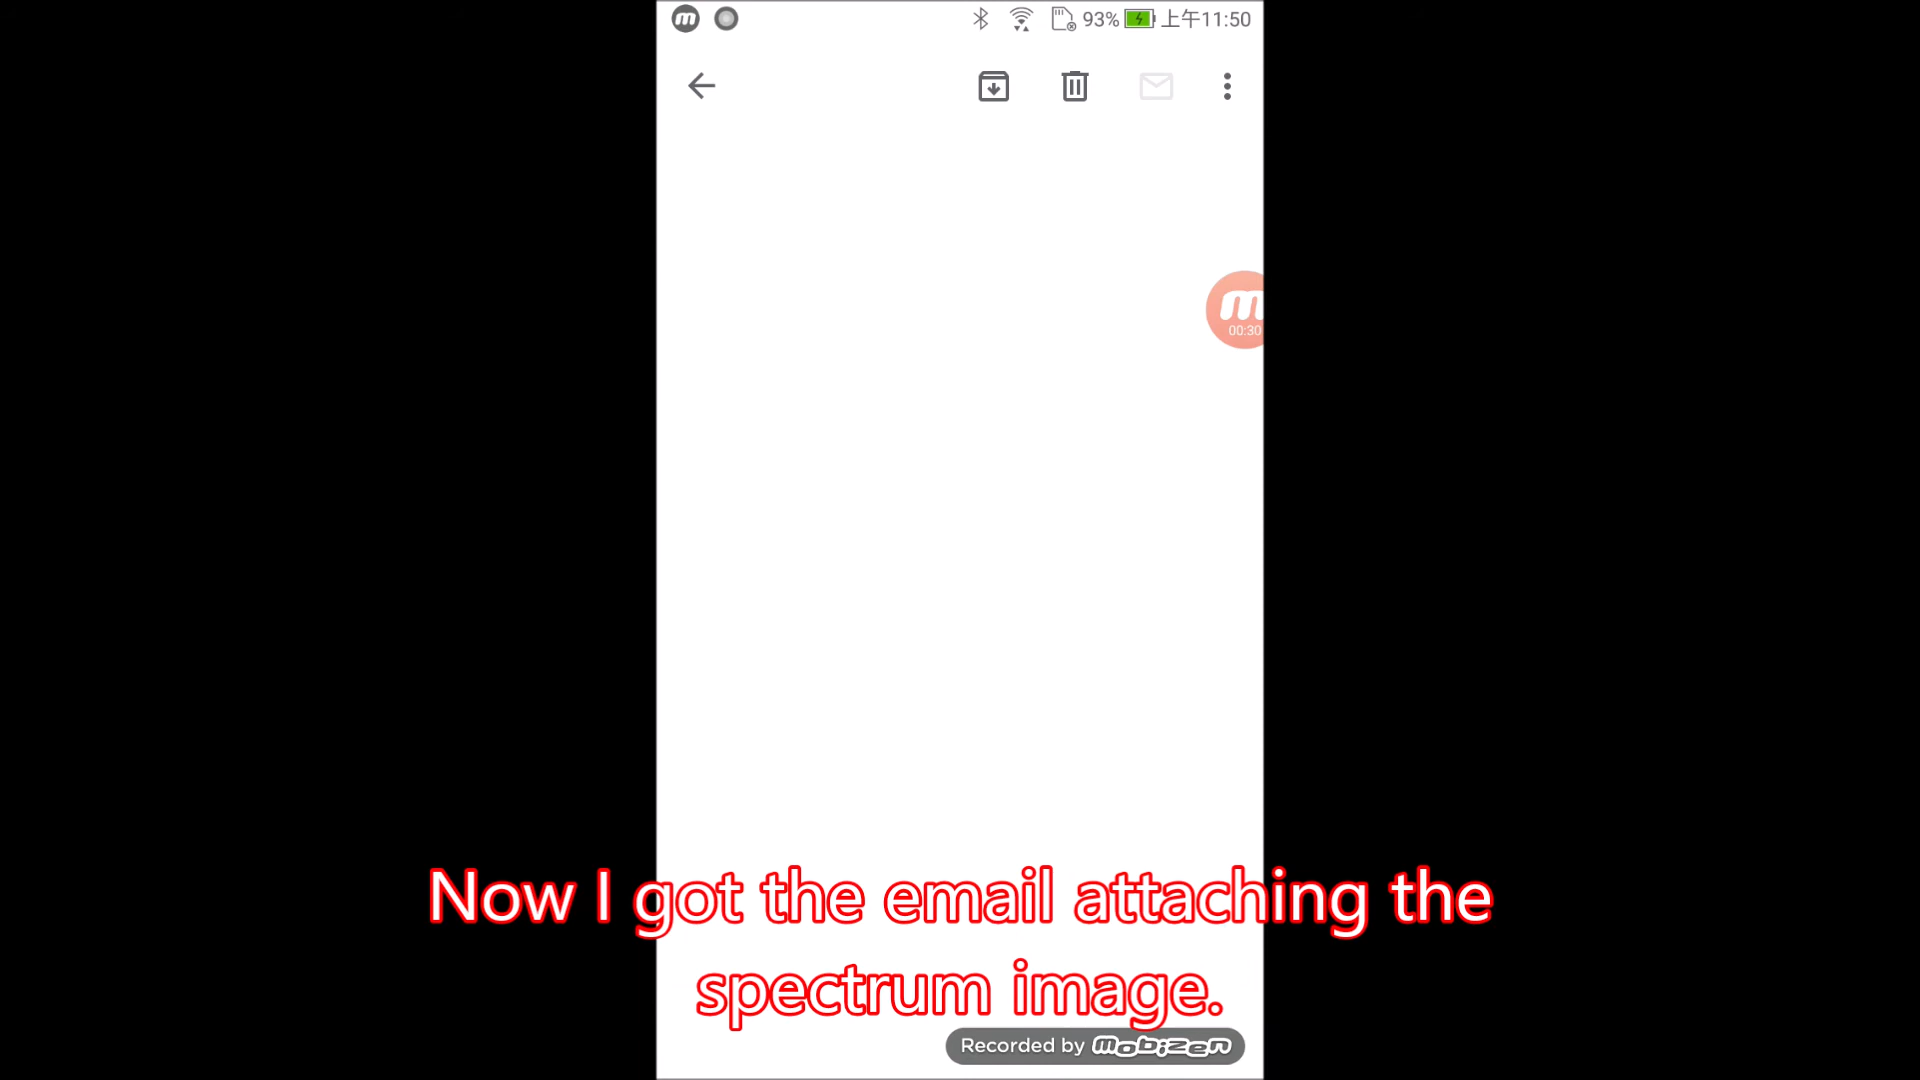 m
93% 上午11:50
m
00:30
Now I got the email attaching the
spectrum image.
Recorded by mobizen